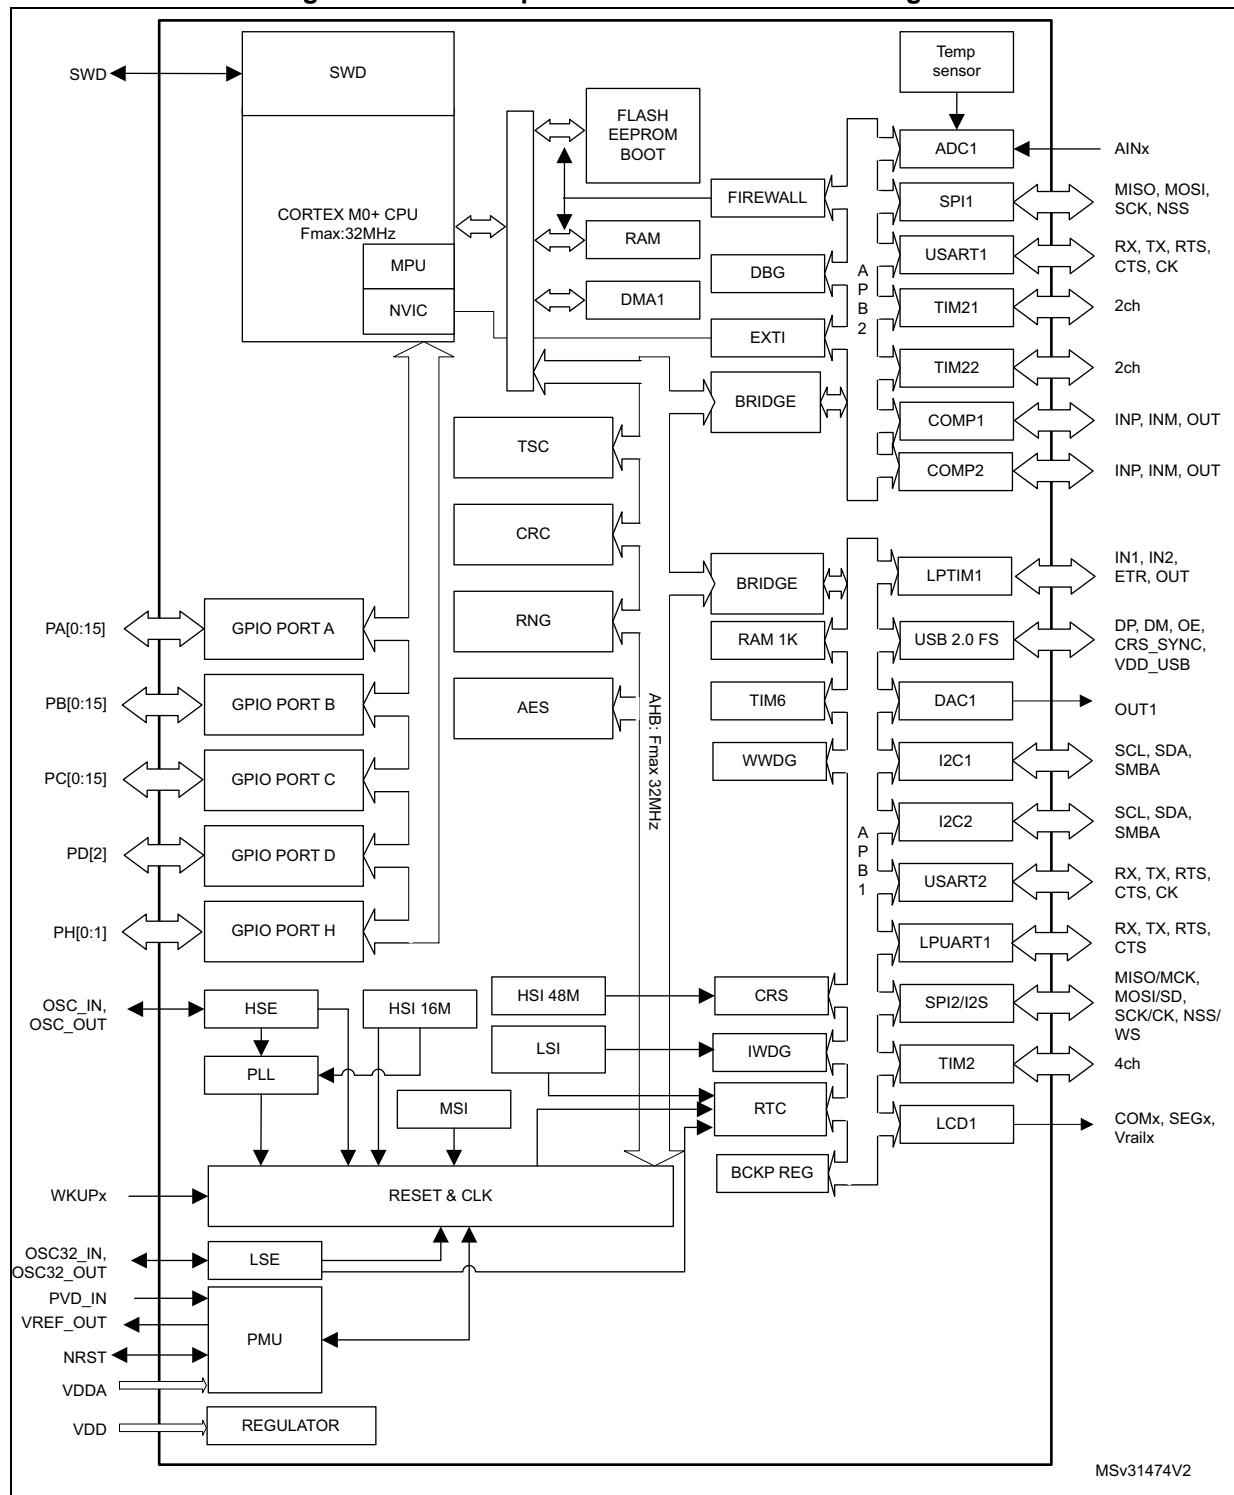 SWD
SWD
CORTEX M0+ CPU
Fmax:32MHz
MPU
NVIC
FLASH
EEPROM
BOOT
RAM
DMA1
FIREWALL
DBG
EXTI
BRIDGE
A
P
B
2
Temp
sensor
ADC1
AINx
SPI1
MISO, MOSI,
SCK, NSS
USART1
RX, TX, RTS,
CTS, CK
TIM21
2ch
TIM22
2ch
COMP1
INP, INM, OUT
COMP2
INP, INM, OUT
TSC
CRC
RNG
AES
AHB: Fmax 32MHz
PA[0:15]
GPIO PORT A
PB[0:15]
GPIO PORT B
PC[0:15]
GPIO PORT C
PD[2]
GPIO PORT D
PH[0:1]
GPIO PORT H
BRIDGE
RAM 1K
TIM6
WWDG
A
P
B
1
LPTIM1
IN1, IN2,
ETR, OUT
USB 2.0 FS
DP, DM, OE,
CRS_SYNC,
VDD_USB
DAC1
OUT1
I2C1
SCL, SDA,
SMBA
I2C2
SCL, SDA,
SMBA
USART2
RX, TX, RTS,
CTS, CK
LPUART1
RX, TX, RTS,
CTS
SPI2/I2S
MISO/MCK,
MOSI/SD,
SCK/CK, NSS/
WS
TIM2
4ch
LCD1
COMx, SEGx,
Vrailx
OSC_IN,
OSC_OUT
HSE
HSI 16M
PLL
MSI
HSI 48M
CRS
LSI
IWDG
RTC
BCKP REG
WKUPx
RESET & CLK
OSC32_IN,
OSC32_OUT
LSE
PVD_IN
VREF_OUT
NRST
VDDA
PMU
VDD
REGULATOR
MSv31474V2